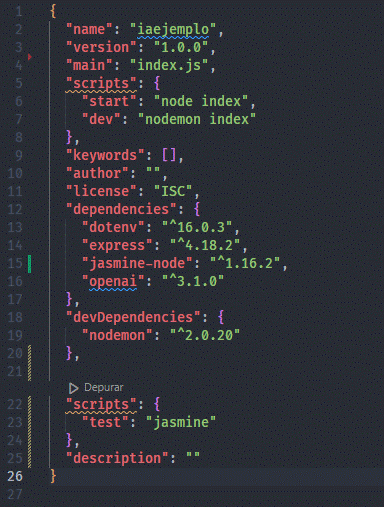 1 {
2 "name": "iaejemplo",
3 "version": "1.0.0",
4 "main": "index.js",
5 "scripts": {
6 "start": "node index",
7 "dev": "nodemon index"
8 },
9 "keywords": [],
10 "author": "",
11 "license": "ISC",
12 "dependencies": {
13 "dotenv": "^16.0.3",
14 "express": "^4.18.2",
15 "jasmine-node": "^1.16.2",
16 "openai": "^3.1.0"
17 },
18 "devDependencies": {
19 "nodemon": "^2.0.20"
20 },
21
Depurar
22 "scripts": {
23 "test": "jasmine"
24 },
25 "description": ""
26 }
27